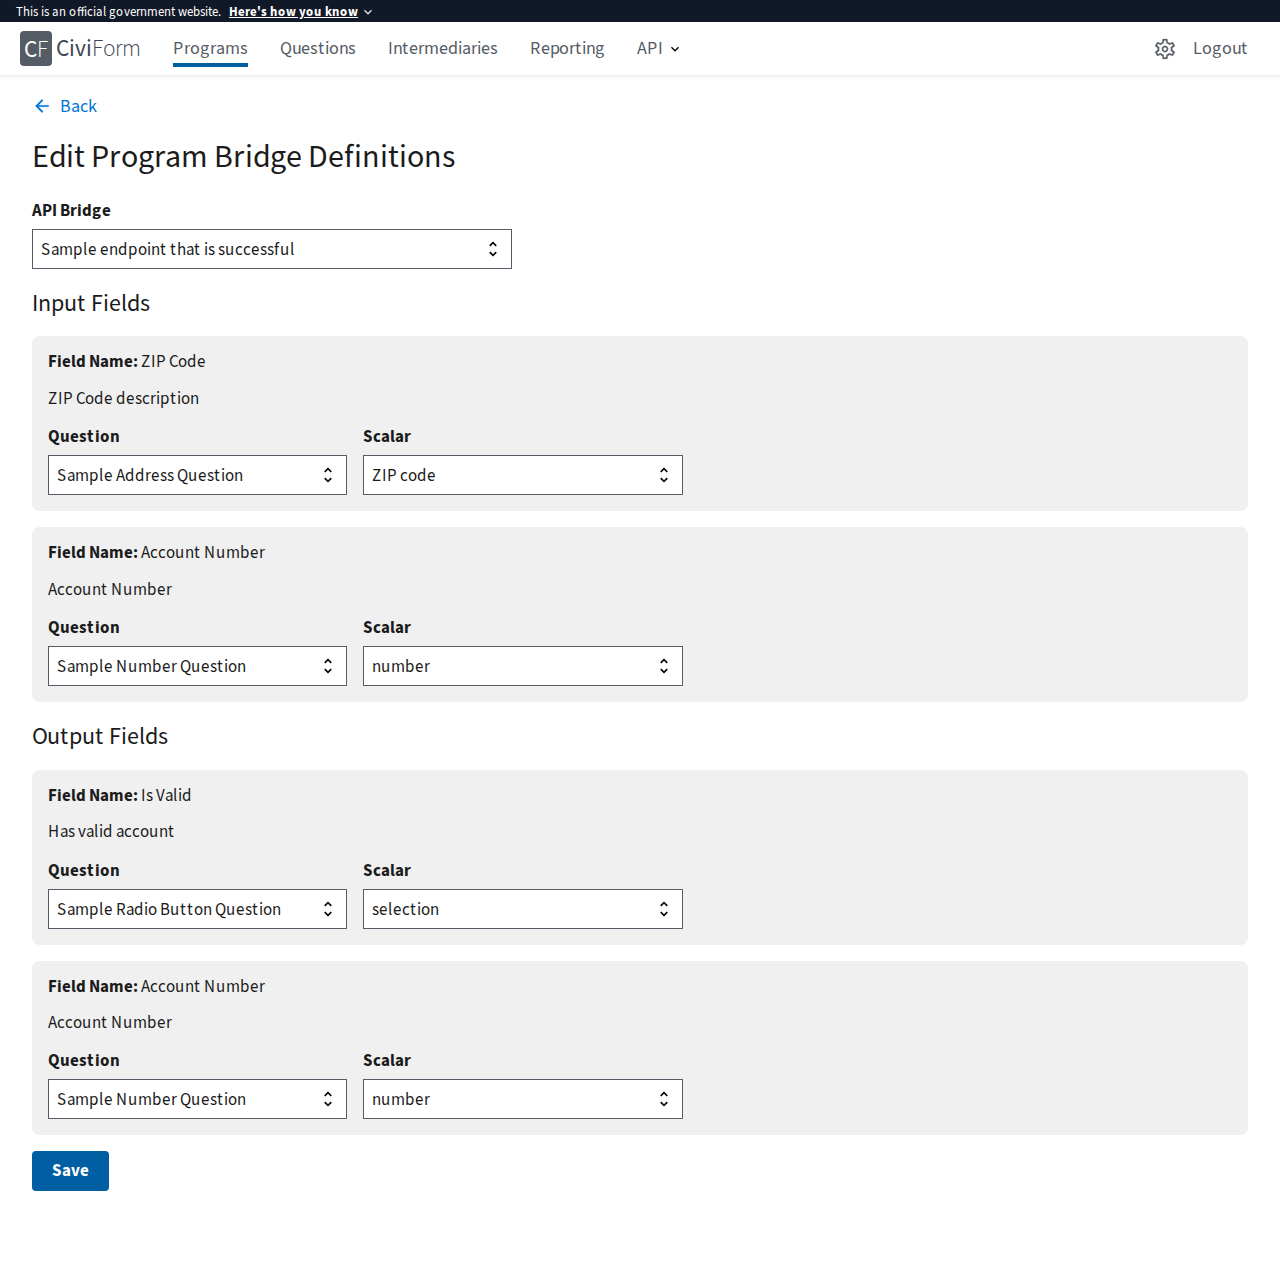 This is an official government website. Here's how you know
CF CiviForm Programs Questions Intermediaries Reporting API Logout
Back
Edit Program Bridge Definitions
API Bridge
Sample endpoint that is successful
Input Fields
Field Name: ZIP Code
ZIP Code description
Question Scalar
Sample Address Question ZIP code
Field Name: Account Number
Account Number
Question Scalar
Sample Number Question number
Output Fields
Field Name: Is Valid
Has valid account
Question Scalar
Sample Radio Button Question selection
Field Name: Account Number
Account Number
Question Scalar
Sample Number Question number
Save